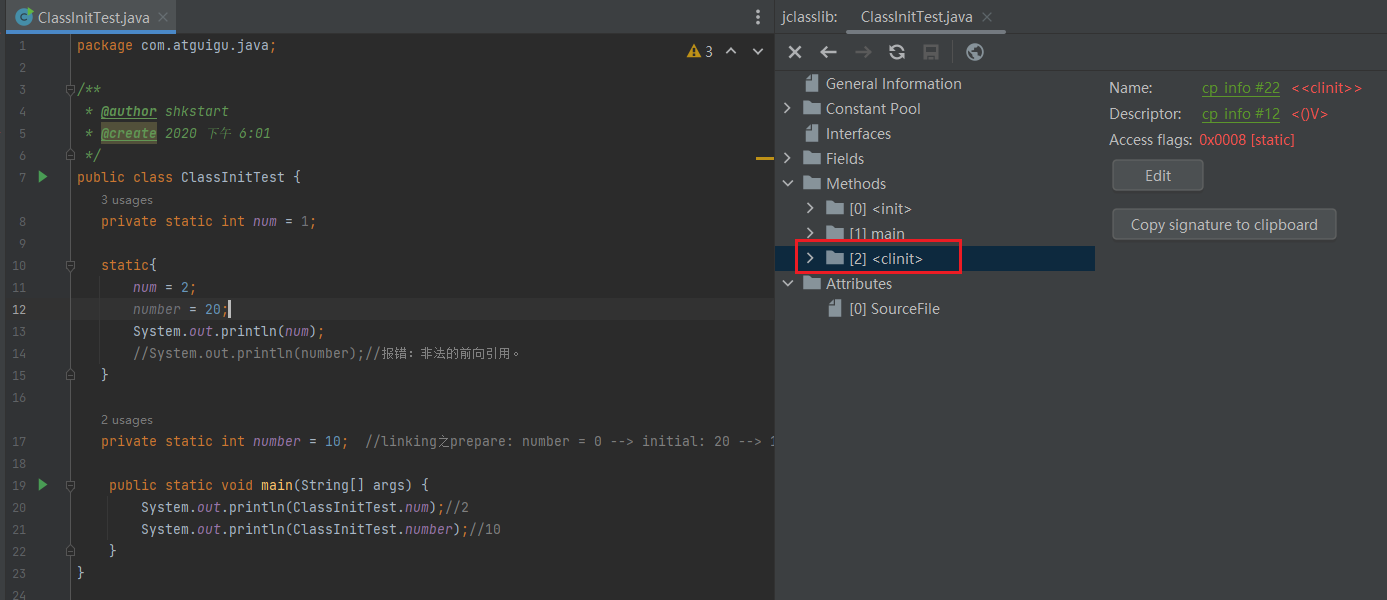 ClassInitTest.java
3
1 package com.atguigu.java;
2
3 /**
4 * @author shkstart
5 * @create 2020 下午 6:01
6 */
7 public class ClassInitTest {
3 usages
8 private static int num = 1;
9
10 static{
11 num = 2;
12 number = 20;
13 System.out.println(num);
14 //System.out.println(number);//报错：非法的前向引用。
15 }
16
2 usages
17 private static int number = 10;  //linking之prepare: number = 0 --> initial: 20 --> 1
18
19 public static void main(String[] args) {
20 System.out.println(ClassInitTest.num);//2
21 System.out.println(ClassInitTest.number);//10
22 }
23 }
24
jclasslib: ClassInitTest.java
General Information
Constant Pool
Interfaces
Fields
Methods
[0] <init>
[1] main
[2] <clinit>
Attributes
[0] SourceFile
Name: cp info #22 <<clinit>>
Descriptor: cp info #12 <()V>
Access flags: 0x0008 [static]
Edit
Copy signature to clipboard